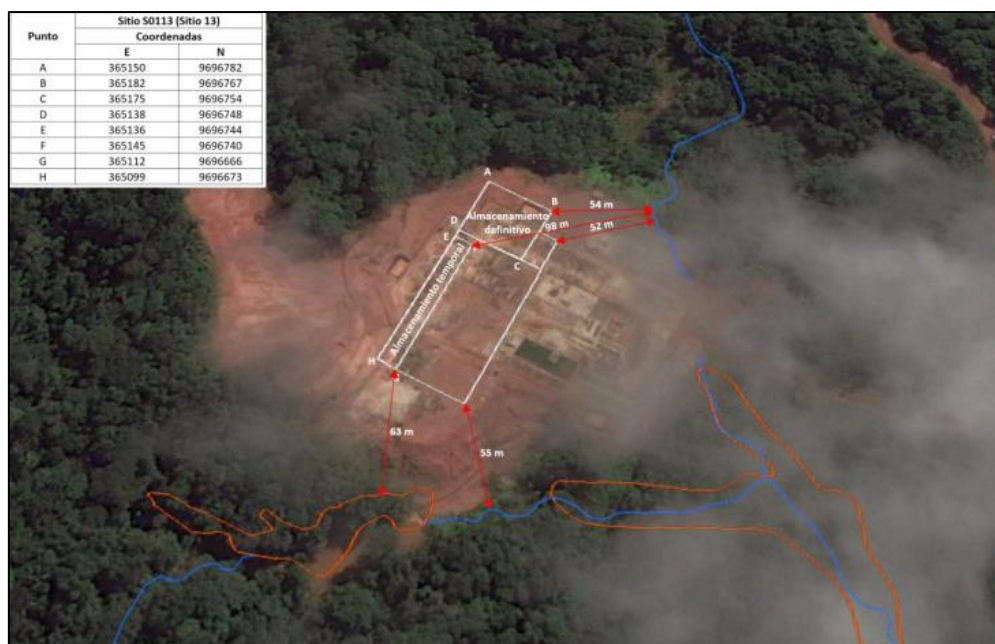 Sitio S0113 (Sitio 13)
Punto Coordenadas
E N
A 365150 9696782
B 365182 9696767
C 365175 9696754
D 365138 9696748
E 365136 9696744
F 365145 9696740
G 365112 9696666
H 365099 9696673
A
B
54 m
D
Almacenamiento
definitivo
98 m
52 m
E
C
Almacenamiento temporal
H
63 m
55 m